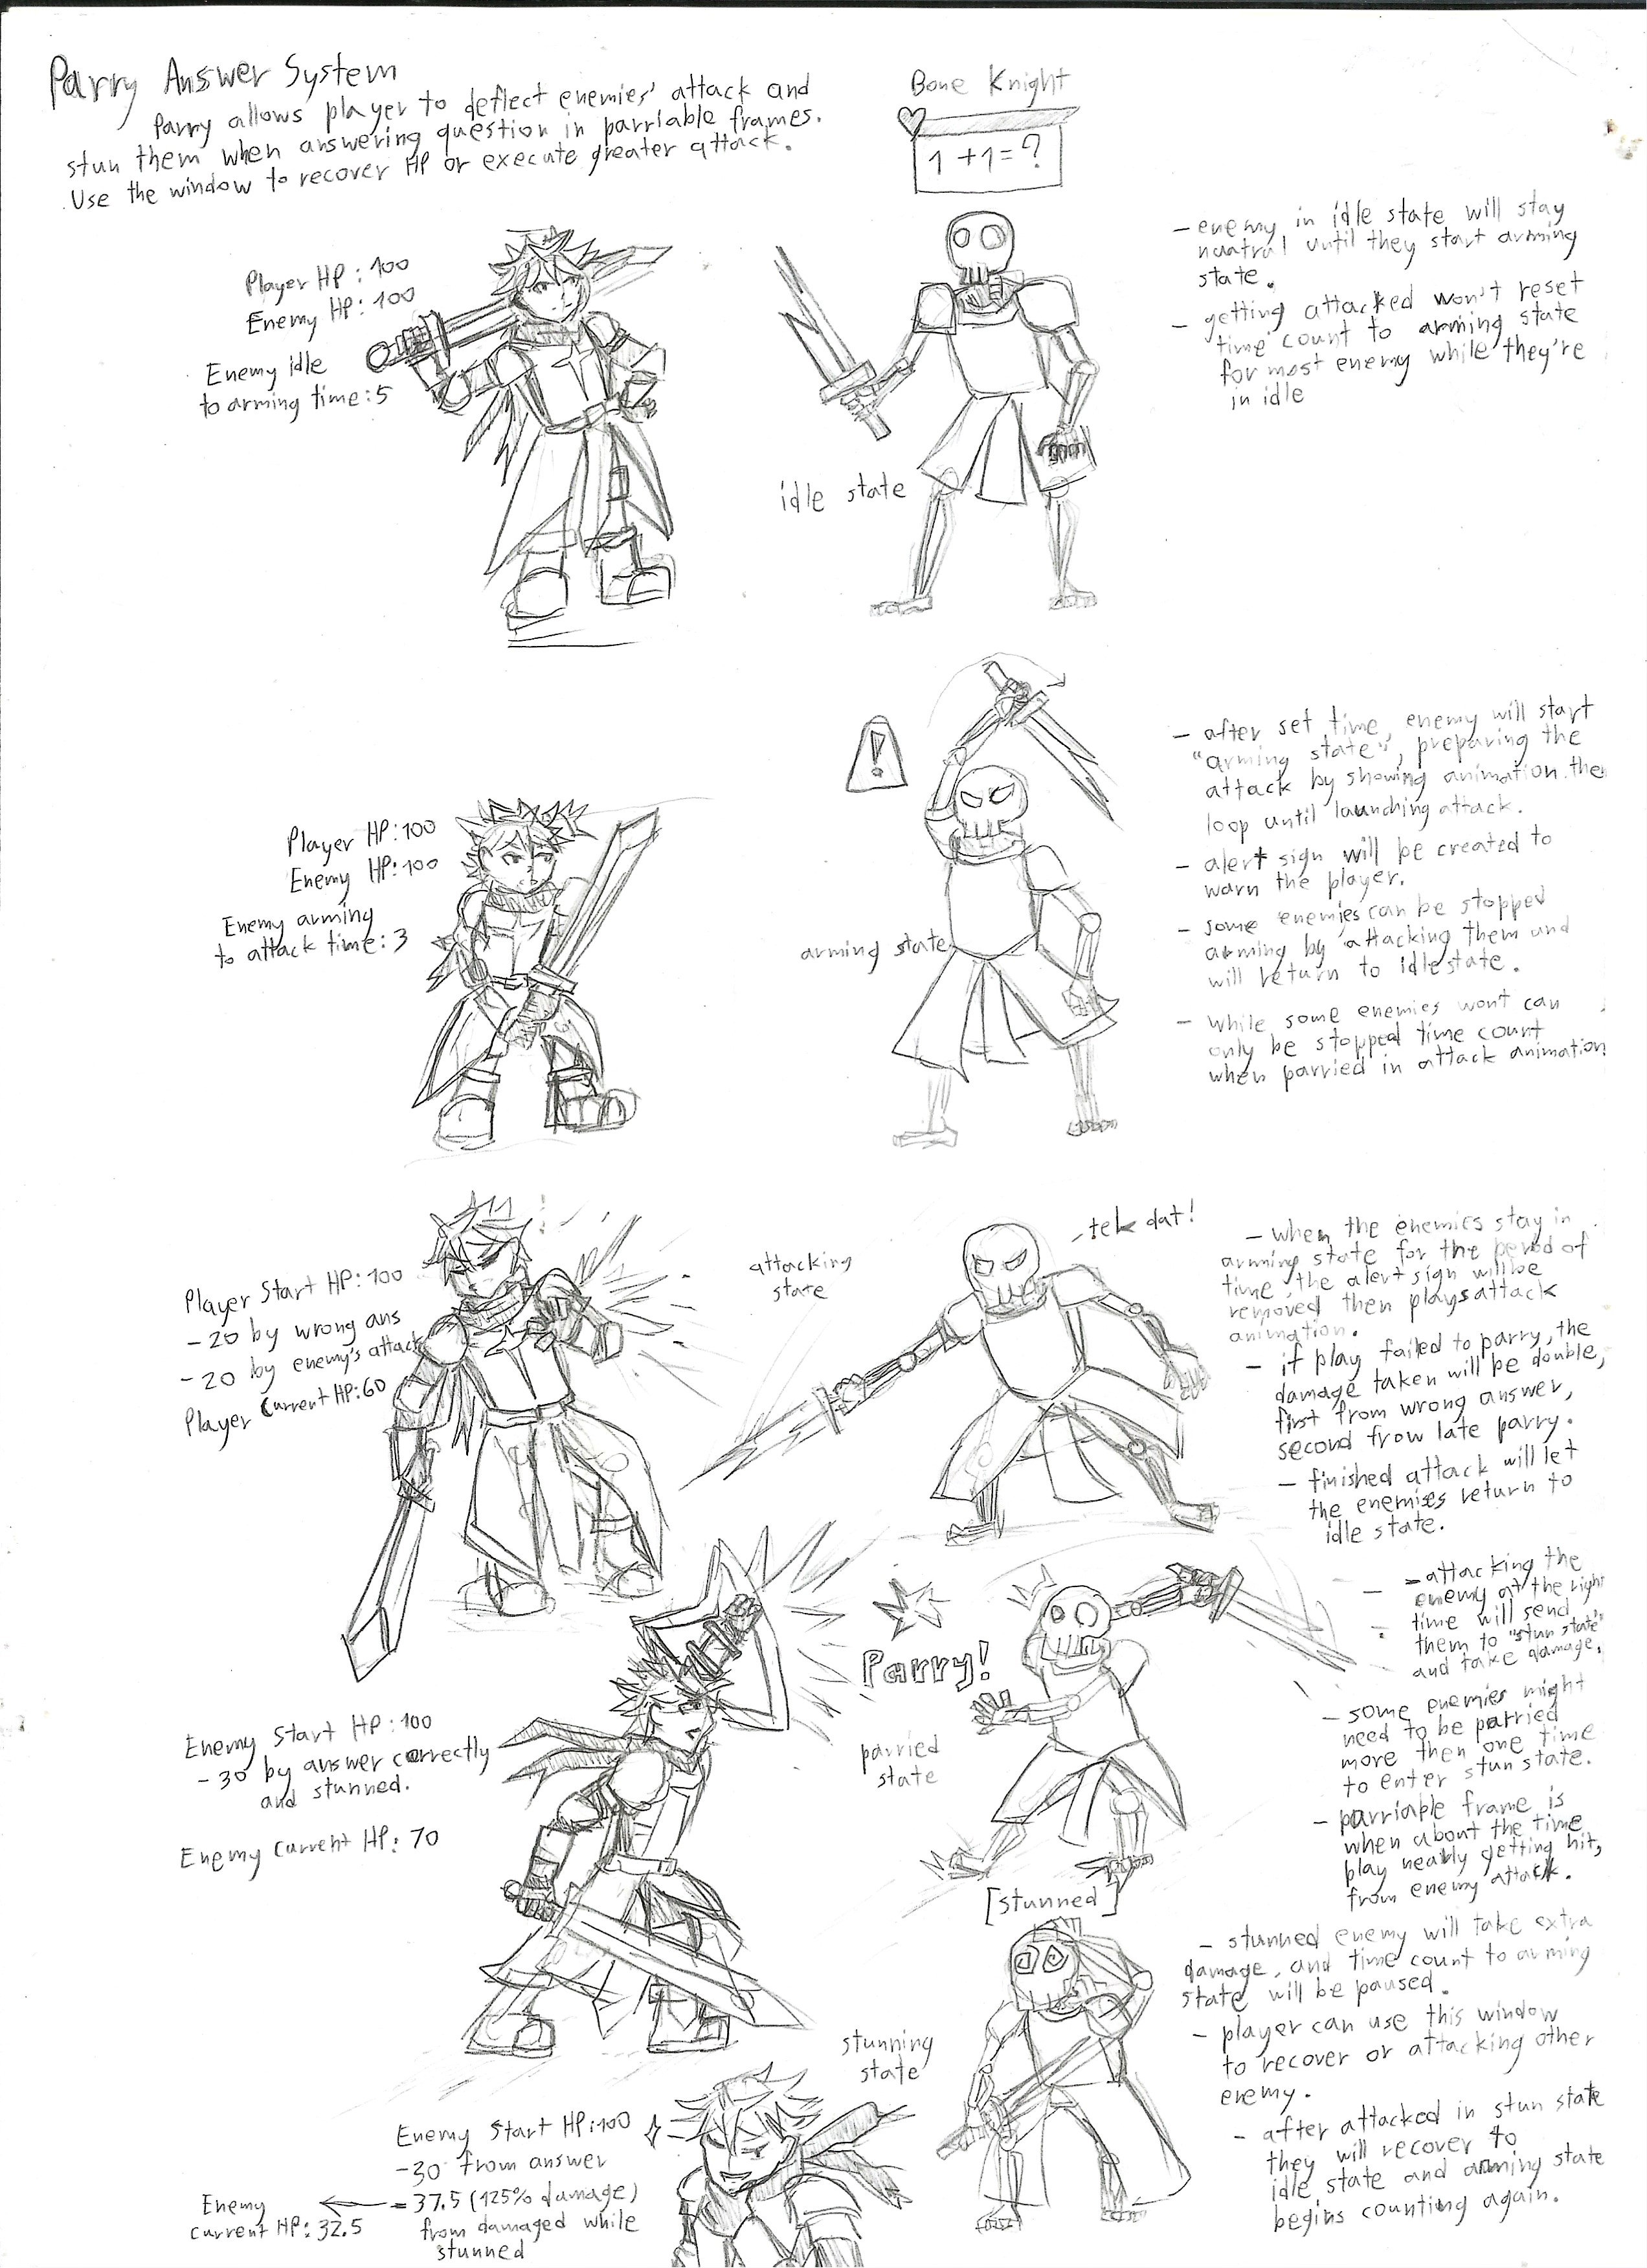 Parry Answer System
Parry allows player to deflect enemies' attack and
stun them when answering question in parriable frames.
Use the window to recover HP or execute greater attack.
Bone Knight
1+1=?
Player HP: 100
Enemy HP: 100
Enemy idle
to arming time: 5
idle state
- enemy in idle state will stay
nuatral until they start arming
state.
- getting attacked won't reset
time count to arming state
for most enemy while they're
in idle
!
Player HP: 100
Enemy HP: 100
Enemy arming
to attack time: 3
arming state
- after set time, enemy will start
"arming state", preparing the
attack by showing animation the
loop until launching attack.
- alert sign will be created to
warn the player.
- some enemies can be stopped
arming by attacking them and
will return to idle state.
- while some enemies won't can
only be stopped time count
when parried in attack animation
Player Start HP: 100
- 20 by wrong ans
- 20 by enemy's attack
Player Current HP: 60
attacking
state
tek dat!
- when the enemies stay in
arming state for the period of
time, the alert sign will be
removed then plays attack
animation.
- if play failed to parry, the
damage taken will be double,
first from wrong answer,
second from late parry.
- finished attack will let
the enemies return to
idle state.
Enemy Start HP: 100
- 30 by answer correctly
and stunned.
Enemy Current HP: 70
Parry!
parried
state
- attacking the
enemy at the right
time will send
them to "stun state"
and take damage.
- some enemies might
need to be parried
more then one time
to enter stun state.
- parriable frame is
when about the time
play nearly getting hit,
from enemy attack.
[stunned]
stunning
state
Enemy Start HP: 100
- 30 from answer
- 37.5 (125% damage)
from damaged while
stunned
Enemy
current HP: 32.5
- stunned enemy will take extra
damage, and time count to arming
state will be paused.
- player can use this window
to recover or attacking other
enemy.
- after attacked in stun state
they will recover to
idle state and arming state
begins counting again.